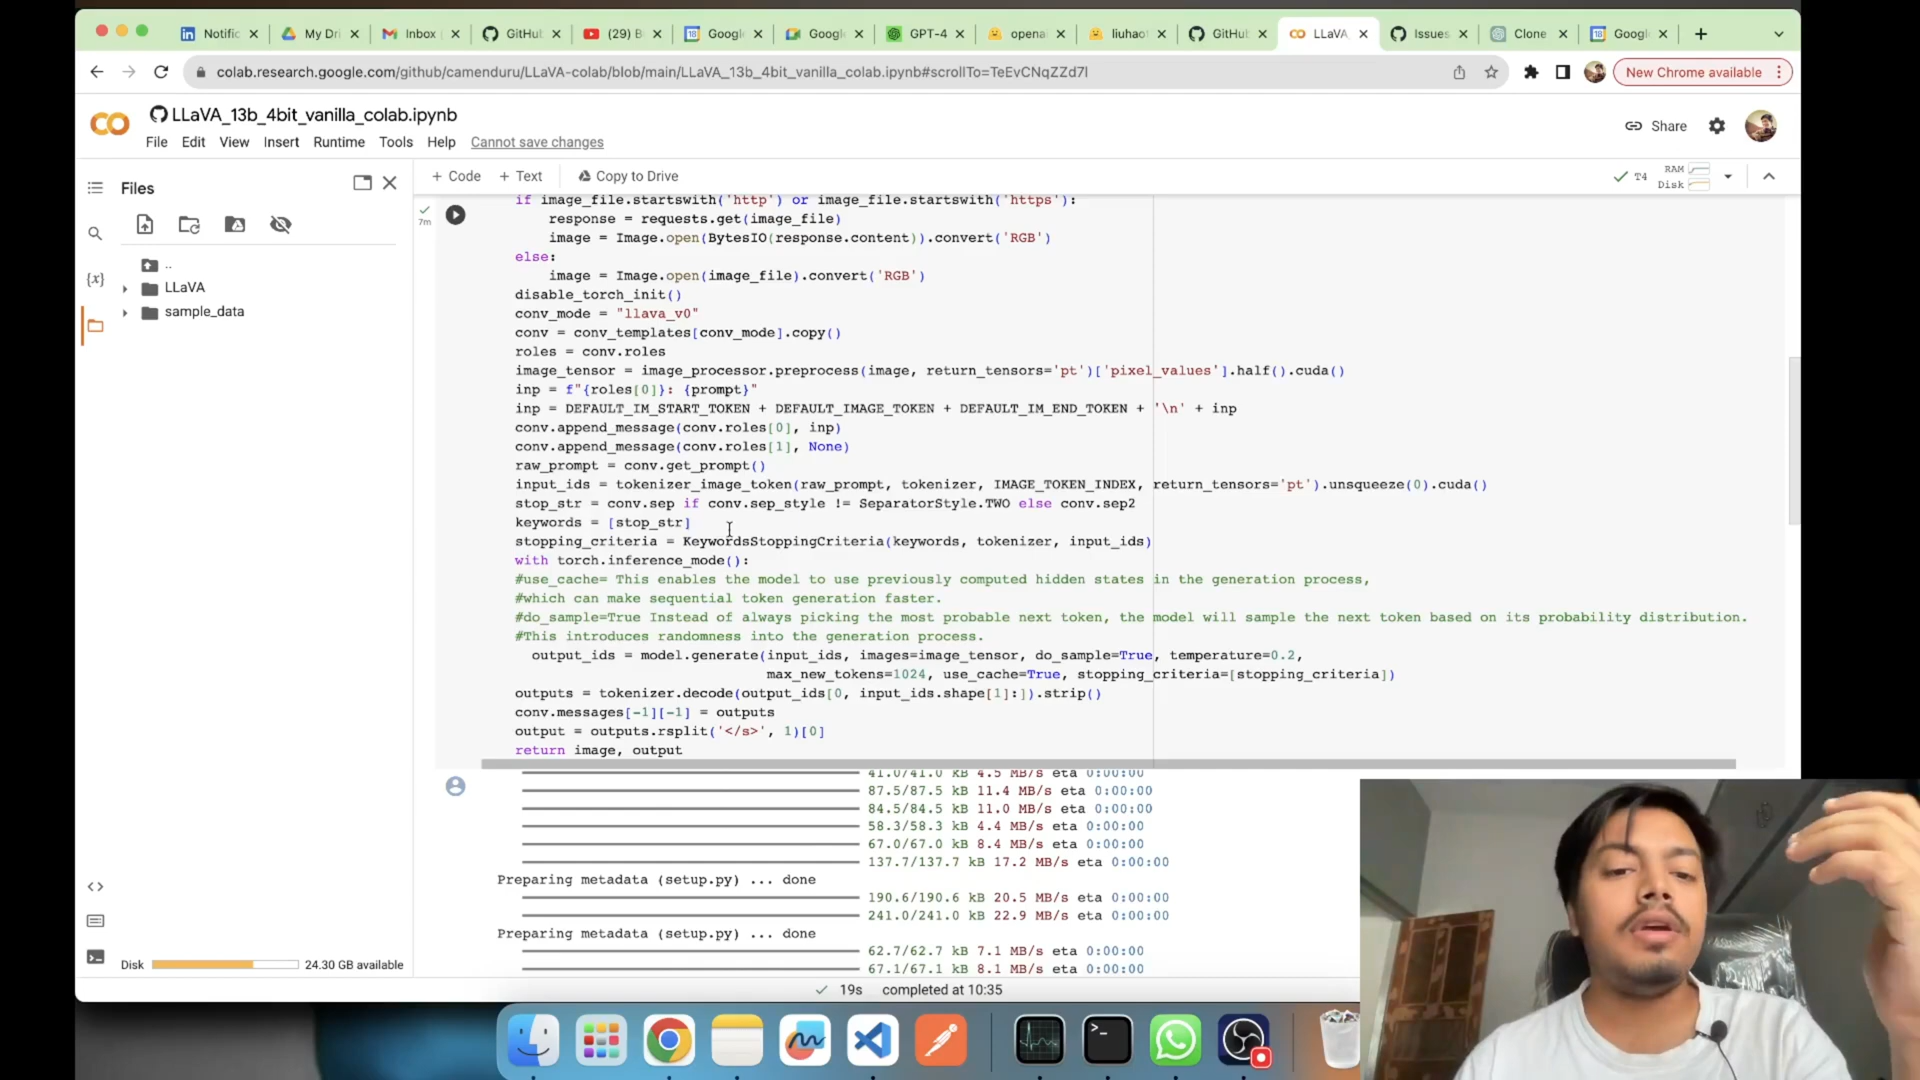 Notific
My Dri
Inbox
GitHub
(29) B
Google
Google
GPT-4
opena
liuhao
GitHub
LLaVA
Issues
Clone
Google
colab.research.google.com/github/camenduru/LLaVA-colab/blob/main/LLaVA_13b_4bit_vanilla_colab.ipynb#scrollTo=TeEvCNqZZd7l
New Chrome available
LLaVA_13b_4bit_vanilla_colab.ipynb
File Edit View Insert Runtime Tools Help Cannot save changes
Share
Files
+ Code + Text Copy to Drive
T4 RAM
Disk
..
LLaVA
sample_data
7m
if image_file.startswith('http') or image_file.startswith('https'):
response = requests.get(image_file)
image = Image.open(BytesIO(response.content)).convert('RGB')
else:
image = Image.open(image_file).convert('RGB')
disable_torch_init()
conv_mode = "llava_v0"
conv = conv_templates[conv_mode].copy()
roles = conv.roles
image_tensor = image_processor.preprocess(image, return_tensors='pt')['pixel_values'].half().cuda()
inp = f"{roles[0]}: {prompt}"
inp = DEFAULT_IM_START_TOKEN + DEFAULT_IMAGE_TOKEN + DEFAULT_IM_END_TOKEN + '\n' + inp
conv.append_message(conv.roles[0], inp)
conv.append_message(conv.roles[1], None)
raw_prompt = conv.get_prompt()
input_ids = tokenizer_image_token(raw_prompt, tokenizer, IMAGE_TOKEN_INDEX, return_tensors='pt').unsqueeze(0).cuda()
stop_str = conv.sep if conv.sep_style != SeparatorStyle.TWO else conv.sep2
keywords = [stop_str]
stopping_criteria = KeywordsStoppingCriteria(keywords, tokenizer, input_ids)
with torch.inference_mode():
#use_cache= This enables the model to use previously computed hidden states in the generation process,
#which can make sequential token generation faster.
#do_sample=True Instead of always picking the most probable next token, the model will sample the next token based on its probability distribution.
#This introduces randomness into the generation process.
output_ids = model.generate(input_ids, images=image_tensor, do_sample=True, temperature=0.2,
max_new_tokens=1024, use_cache=True, stopping_criteria=[stopping_criteria])
outputs = tokenizer.decode(output_ids[0, input_ids.shape[1]:]).strip()
conv.messages[-1][-1] = outputs
output = outputs.rsplit('</s>', 1)[0]
return image, output
41.0/41.0 kB 4.5 MB/s eta 0:00:00
87.5/87.5 kB 11.4 MB/s eta 0:00:00
84.5/84.5 kB 11.0 MB/s eta 0:00:00
58.3/58.3 kB 4.4 MB/s eta 0:00:00
67.0/67.0 kB 8.4 MB/s eta 0:00:00
137.7/137.7 kB 17.2 MB/s eta 0:00:00
Preparing metadata (setup.py) ... done
190.6/190.6 kB 20.5 MB/s eta 0:00:00
241.0/241.0 kB 22.9 MB/s eta 0:00:00
Preparing metadata (setup.py) ... done
62.7/62.7 kB 7.1 MB/s eta 0:00:00
67.1/67.1 kB 8.1 MB/s eta 0:00:00
Disk 24.30 GB available
19s completed at 10:35